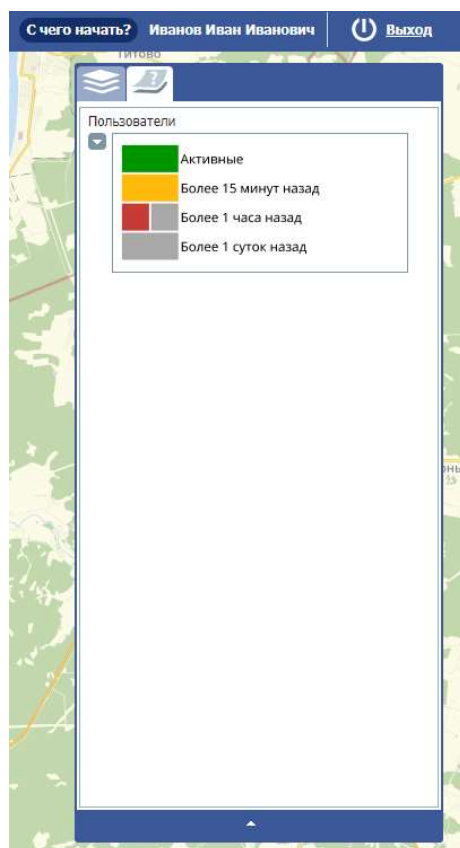 С чего начать? Иванов Иван Иванович Выход
Титово
?
Пользователи
Активные
Более 15 минут назад
Более 1 часа назад
Более 1 суток назад